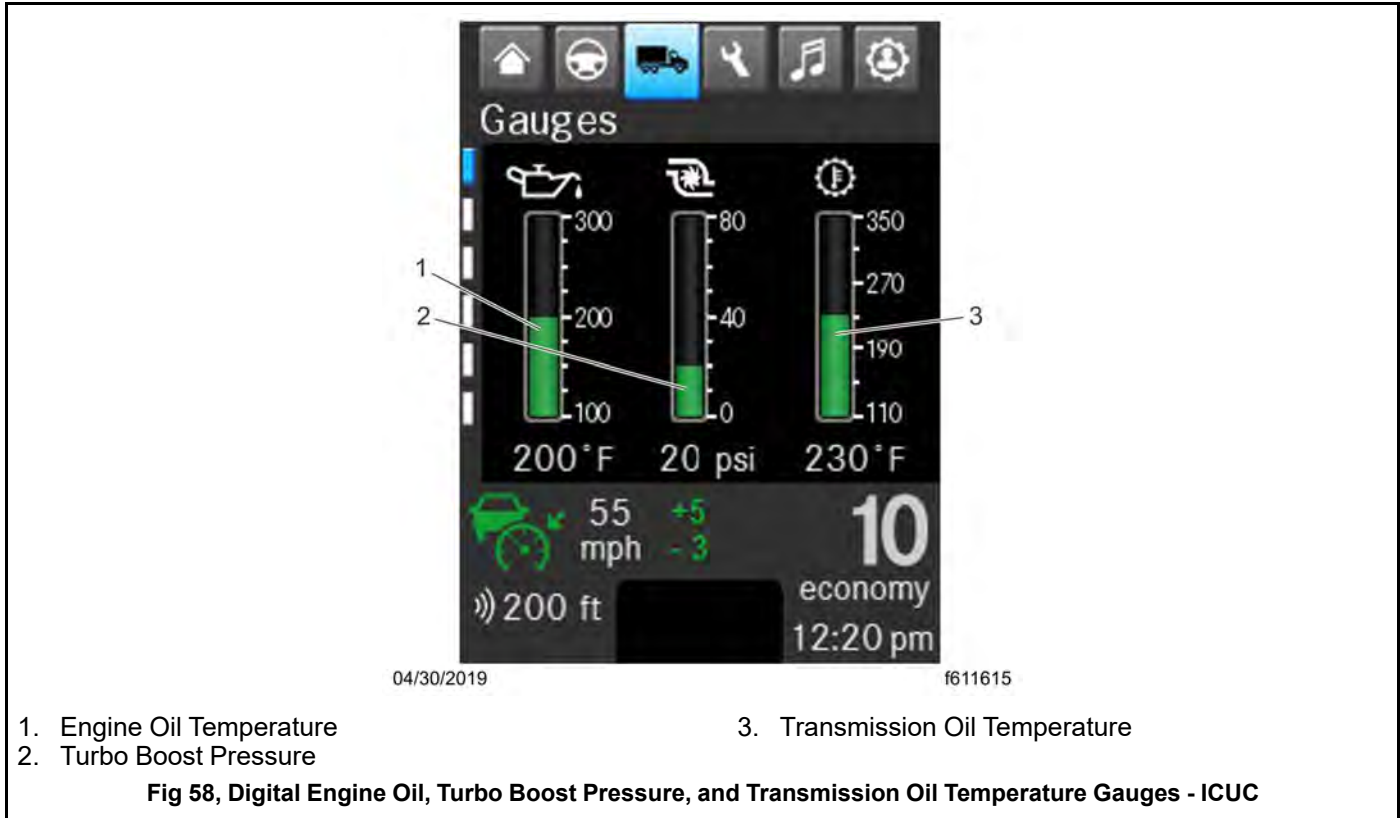 Gauges
300
200
100
80
40
0
350
270
190
110
1
2
3
200°F 20 psi 230°F
55 +5
mph - 3
10
economy
200 ft
12:20 pm
04/30/2019 f611615
1. Engine Oil Temperature
2. Turbo Boost Pressure
3. Transmission Oil Temperature
Fig 58, Digital Engine Oil, Turbo Boost Pressure, and Transmission Oil Temperature Gauges - ICUC